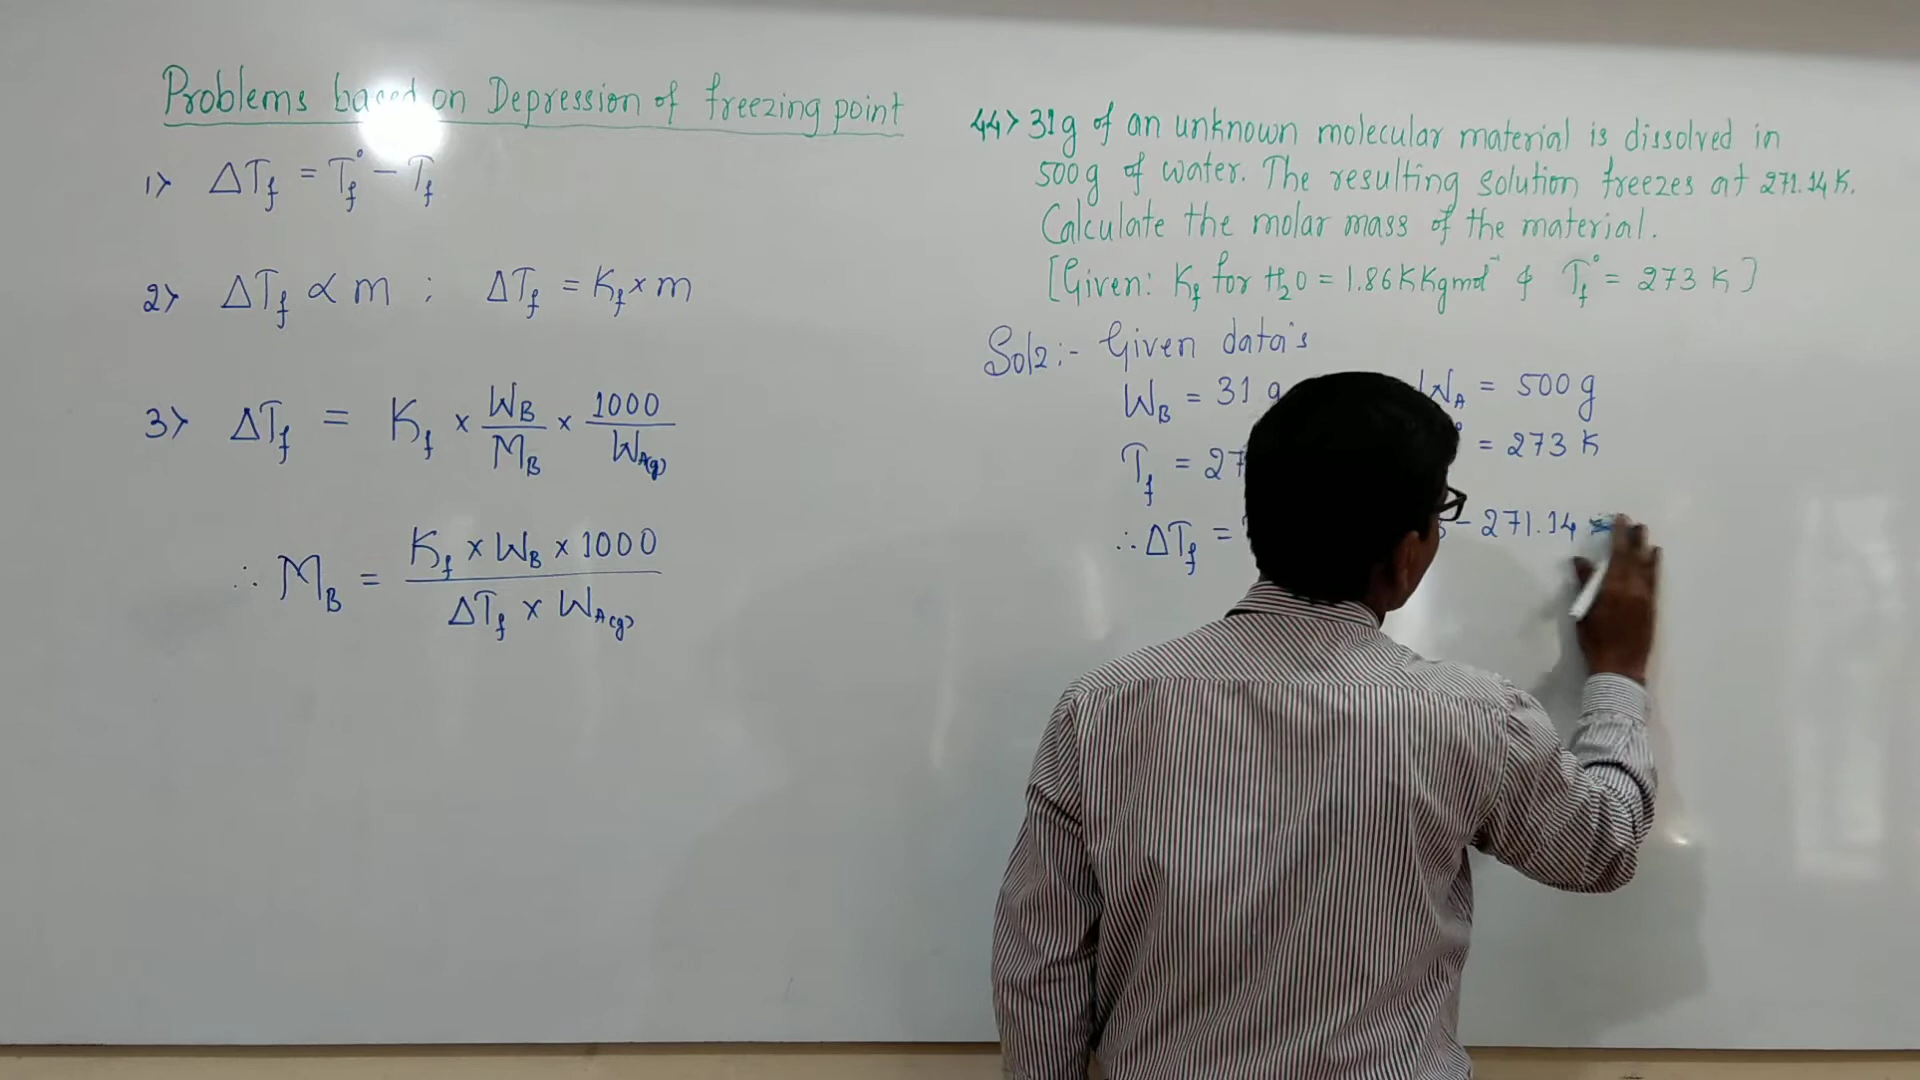 Problems based on Depression of freezing point
1> ΔTf = Tf° - Tf
2> ΔTf ∝ m ; ΔTf = Kf × m
3> ΔTf = Kf × WB/MB × 1000/WA(g)
∴ MB = Kf × WB × 1000 / ΔTf × WA(g)
44> 31g of an unknown molecular material is dissolved in
500g of water. The resulting solution freezes at 271.14 K.
Calculate the molar mass of the material.
[Given: Kf for H2O = 1.86 K Kg mol⁻¹ & Tf° = 273 K]
Sol2:- Given data's
WB = 31 g WA = 500 g
Tf = 27 = 273 K
∴ ΔTf = - 271.14